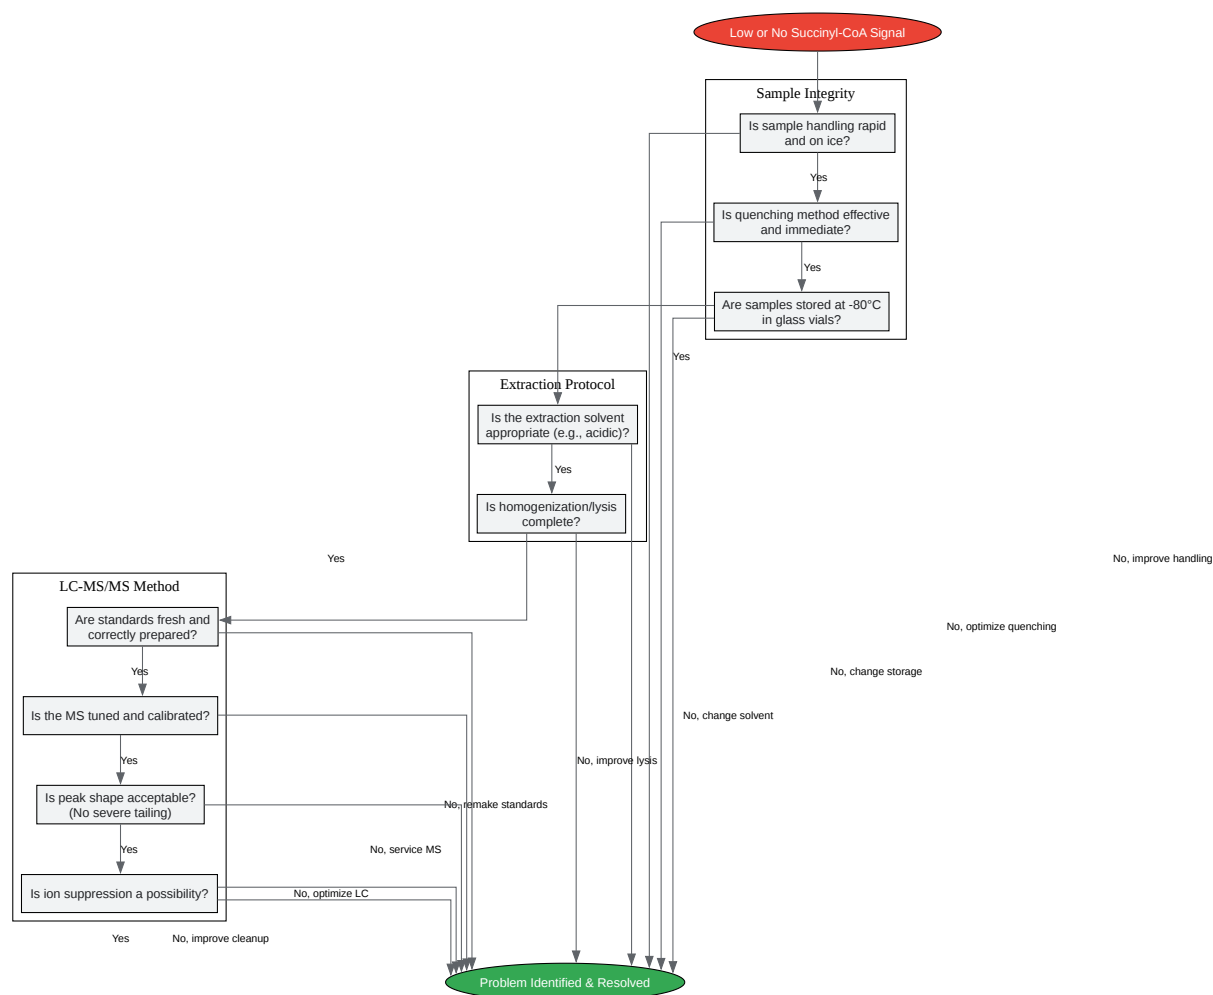 Low or No Succinyl-CoA Signal
Sample Integrity
Is sample handling rapid
and on ice?
Yes
Is quenching method effective
and immediate?
Yes
Are samples stored at -80°C
in glass vials?
Yes
Extraction Protocol
Is the extraction solvent
appropriate (e.g., acidic)?
Yes
Is homogenization/lysis
complete?
Yes
No, improve handling
LC-MS/MS Method
Are standards fresh and
correctly prepared?
No, optimize quenching
Yes
No, change storage
Is the MS tuned and calibrated?
No, change solvent
Yes
No, improve lysis
Is peak shape acceptable?
(No severe tailing)
No, remake standards
Yes
No, service MS
Is ion suppression a possibility?
No, optimize LC
Yes
No, improve cleanup
Problem Identified & Resolved